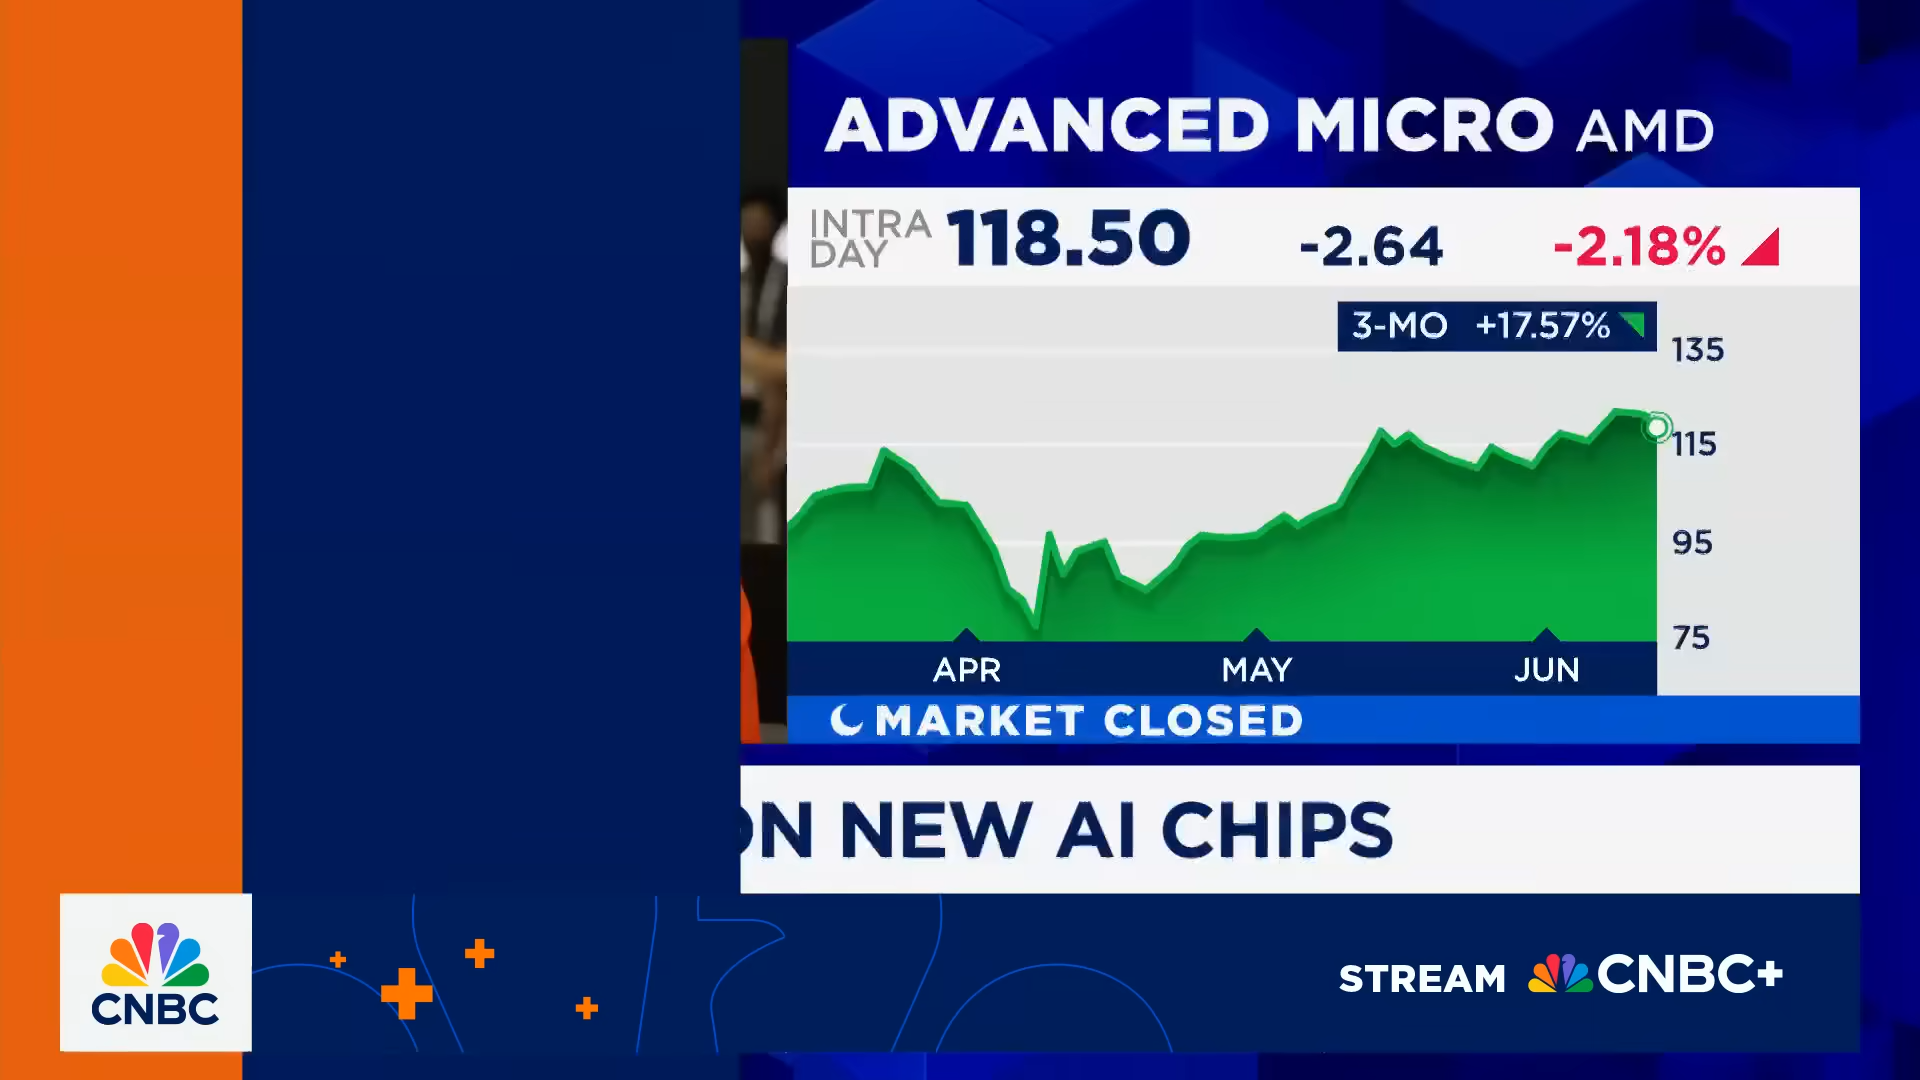 ADVANCED MICRO AMD
INTRA DAY 118.50 -2.64 -2.18%
3-MO +17.57%
135
115
95
75
APR MAY JUN
MARKET CLOSED
ON NEW AI CHIPS
CNBC
STREAM CNBC+